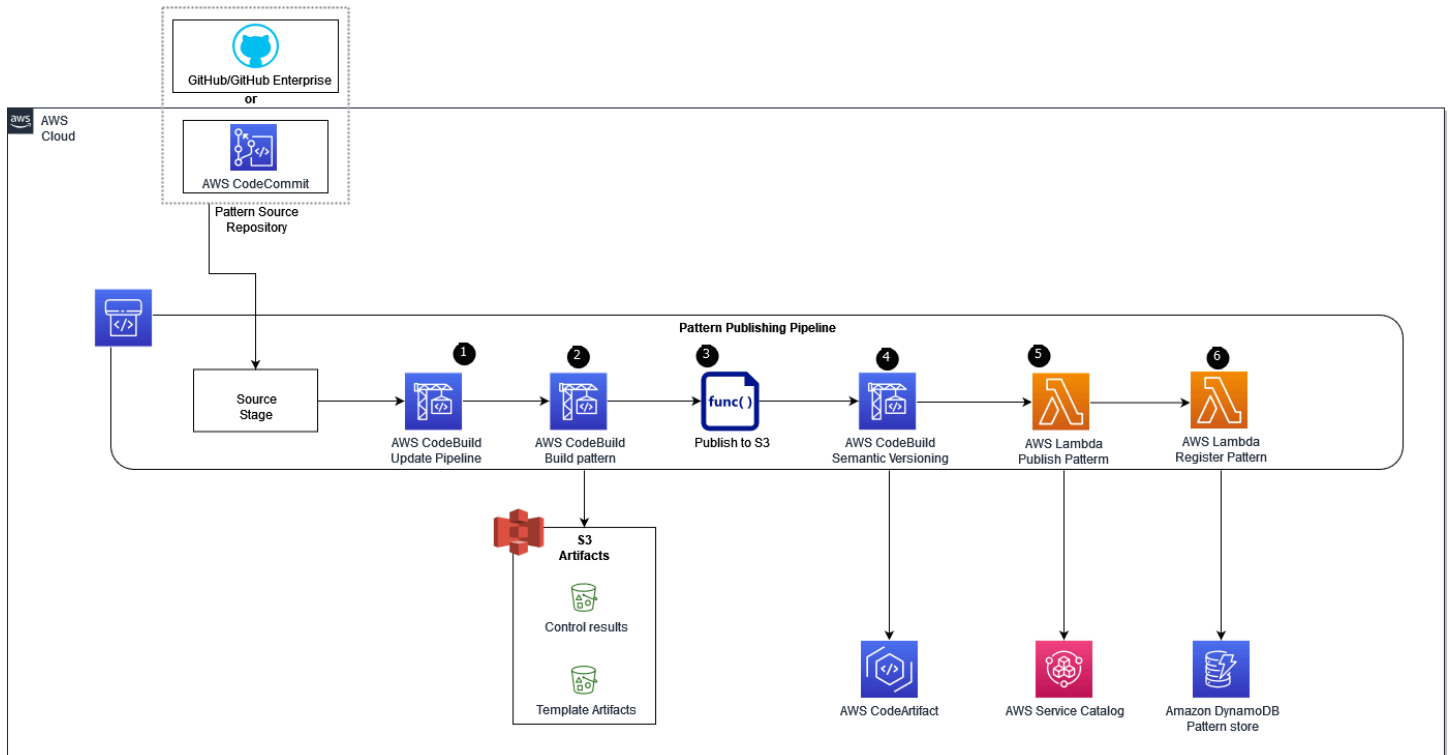 GitHub/GitHub Enterprise
or
aws
AWS
Cloud
AWS CodeCommit
Pattern Source
Repository
Pattern Publishing Pipeline
1
2
3
4
5
6
Source
Stage
func( )
AWS CodeBuild
Update Pipeline
AWS CodeBuild
Build pattern
Publish to S3
AWS CodeBuild
Semantic Versioning
AWS Lambda
Publish Patterm
AWS Lambda
Register Pattern
S3
Artifacts
Control results
Template Artifacts
AWS CodeArtifact
AWS Service Catalog
Amazon DynamoDB
Pattern store